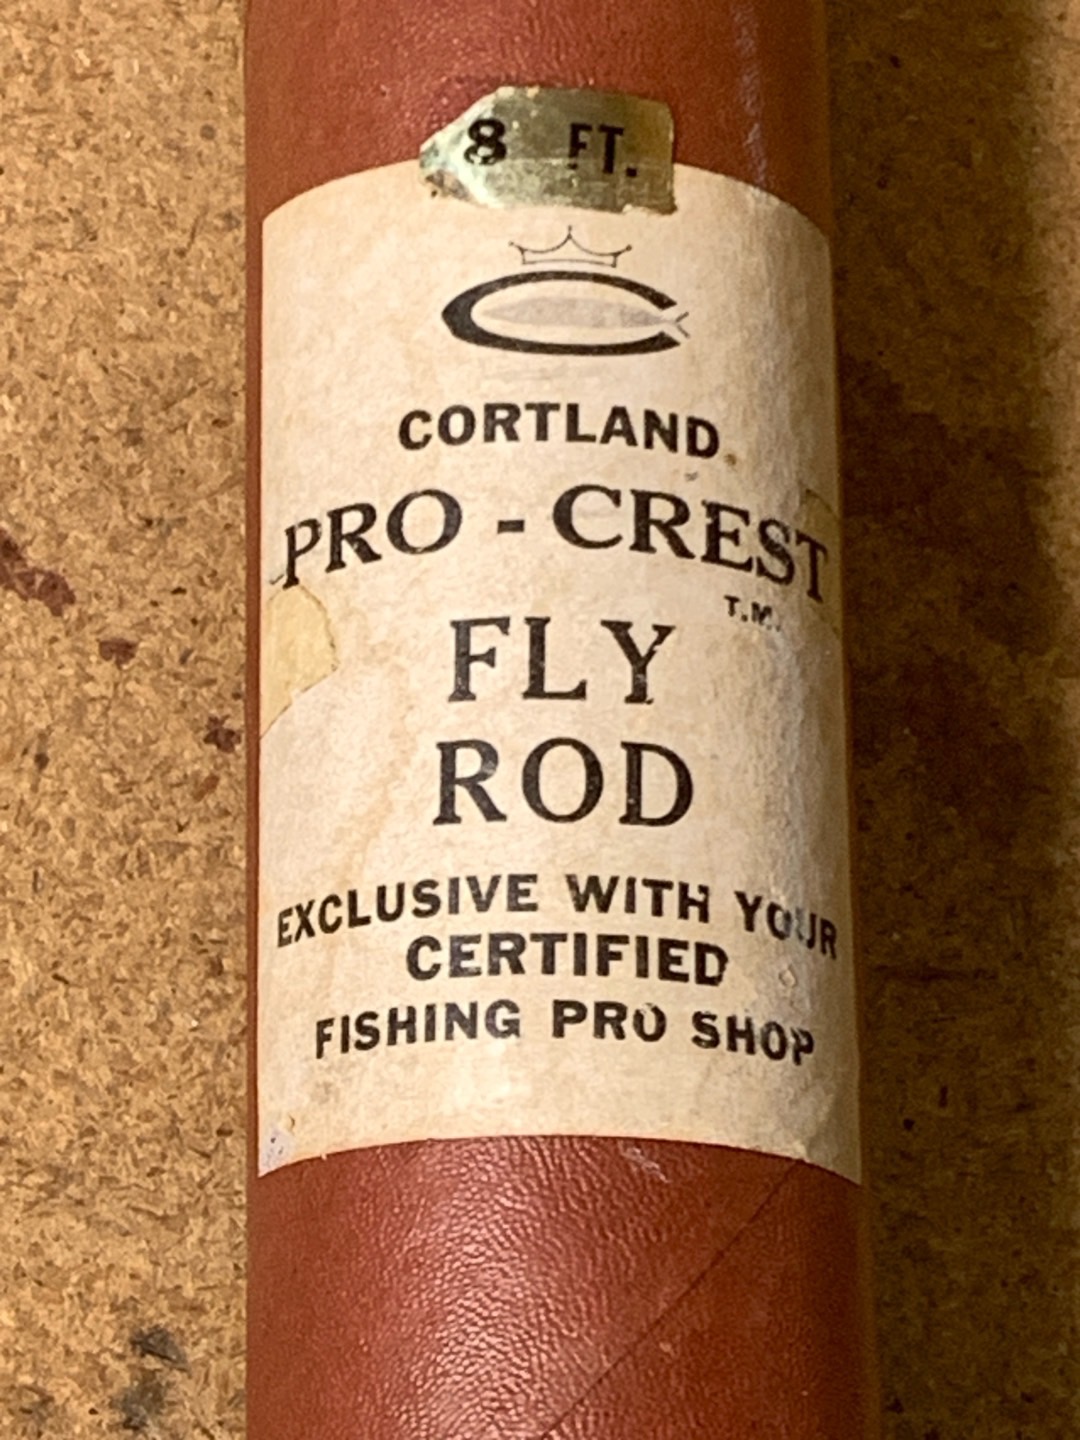 8 FT.
CORTLAND
PRO - CREST
T.M.
FLY
ROD
EXCLUSIVE WITH YOUR
CERTIFIED
FISHING PRO SHOP